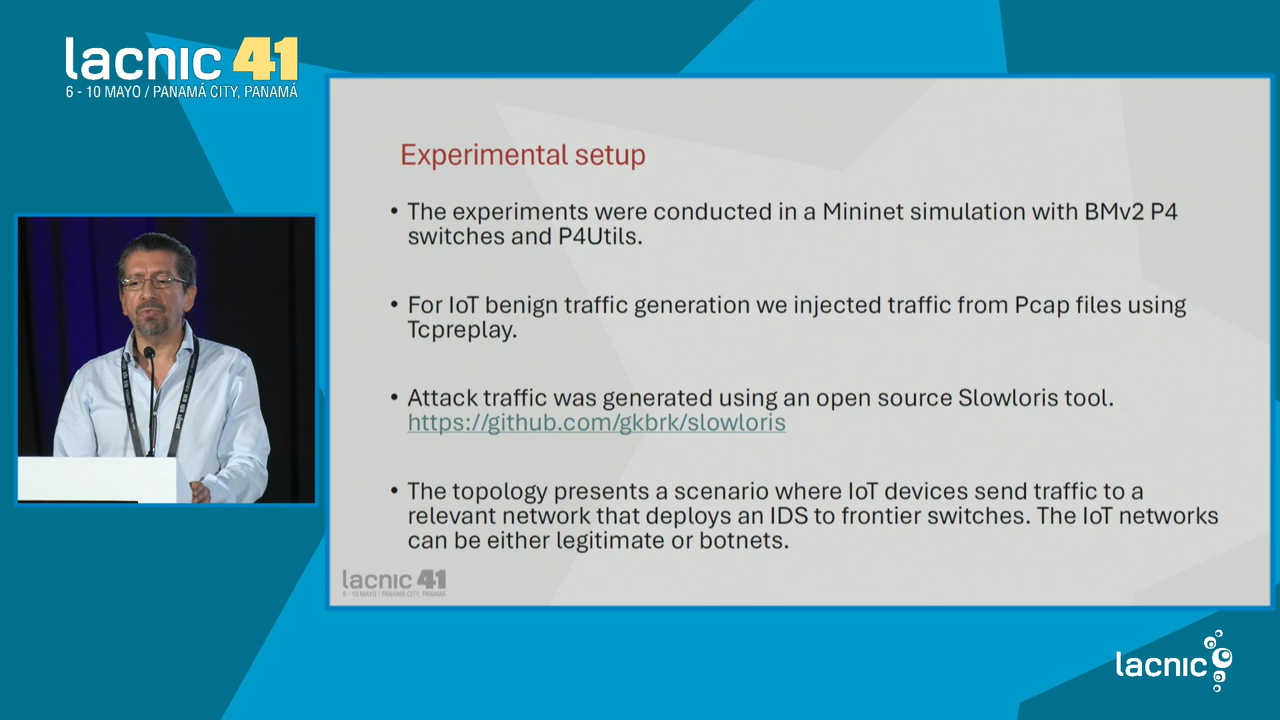 lacnic 41
6 - 10 MAYO / PANAMÁ CITY, PANAMÁ
Experimental setup
• The experiments were conducted in a Mininet simulation with BMv2 P4
switches and P4Utils.
• For IoT benign traffic generation we injected traffic from Pcap files using
Tcpreplay.
• Attack traffic was generated using an open source Slowloris tool.
https://github.com/gkbrk/slowloris
• The topology presents a scenario where IoT devices send traffic to a
relevant network that deploys an IDS to frontier switches. The IoT networks
can be either legitimate or botnets.
lacnic 41
6 - 10 MAYO / PANAMÁ CITY, PANAMÁ
lacnic